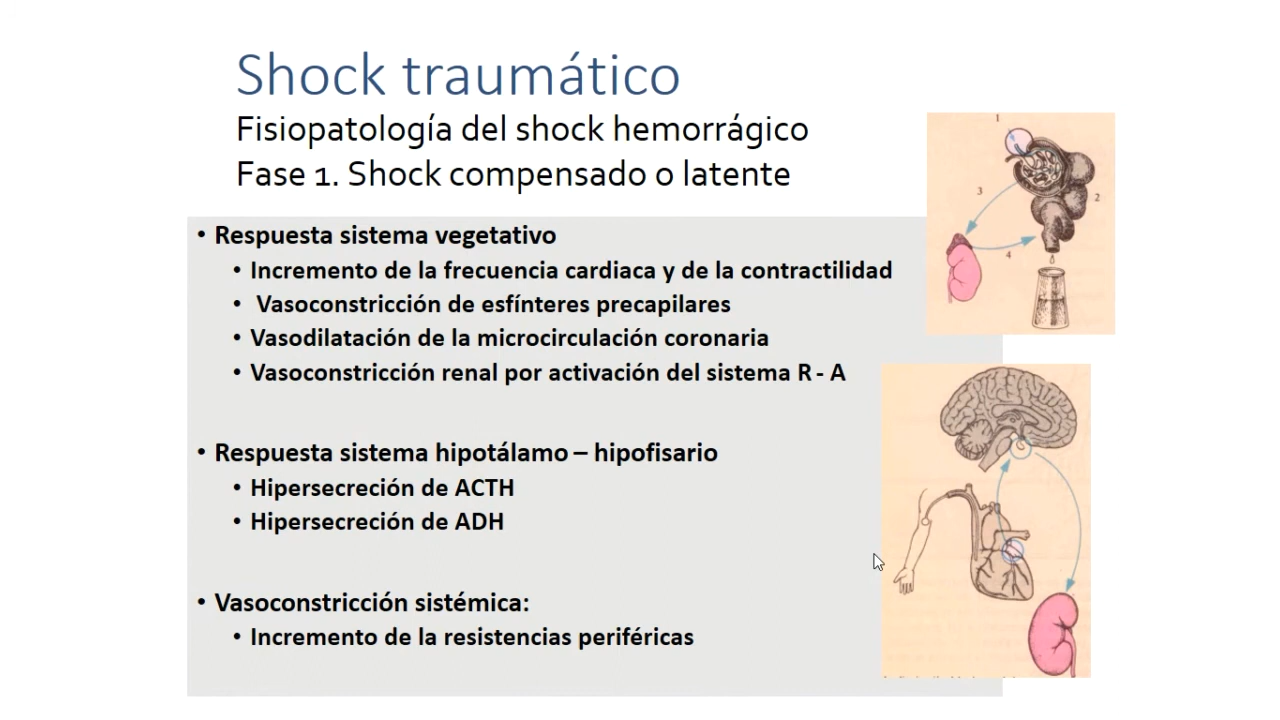 Shock traumático
Fisiopatología del shock hemorrágico
Fase 1. Shock compensado o latente
• Respuesta sistema vegetativo
• Incremento de la frecuencia cardiaca y de la contractilidad
• Vasoconstricción de esfínteres precapilares
• Vasodilatación de la microcirculación coronaria
• Vasoconstricción renal por activación del sistema R - A
• Respuesta sistema hipotálamo – hipofisario
• Hipersecreción de ACTH
• Hipersecreción de ADH
• Vasoconstricción sistémica:
• Incremento de la resistencias periféricas
1
2
3
4